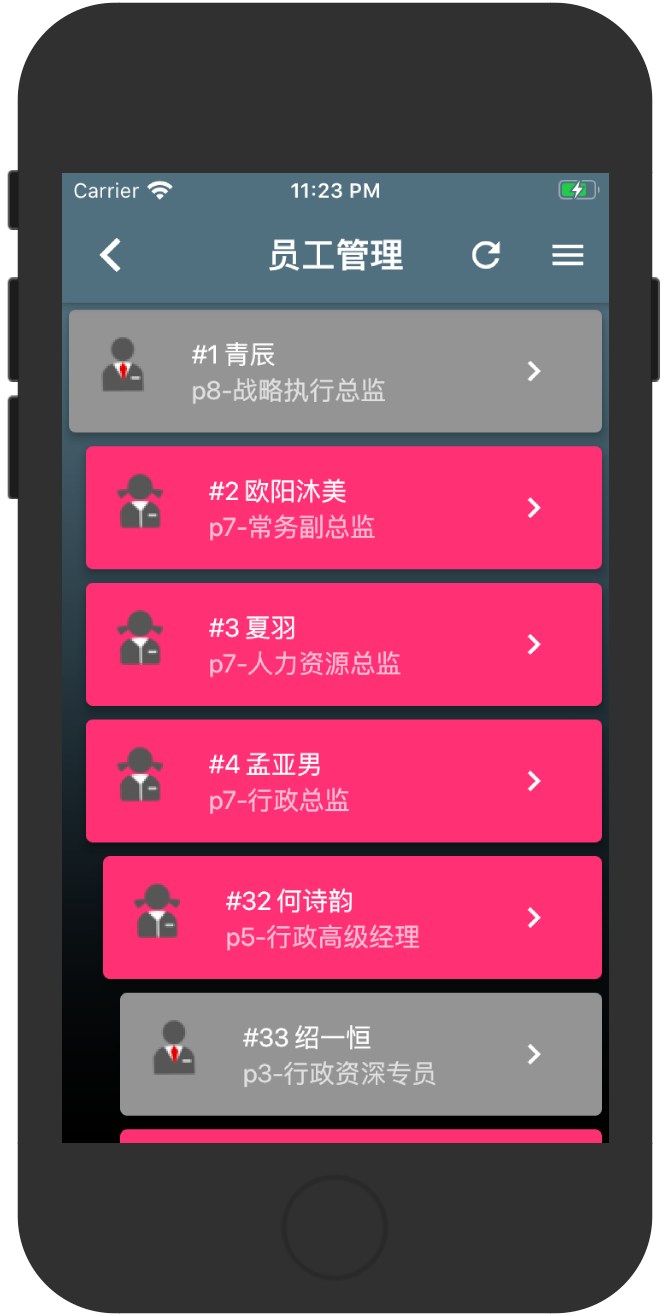 Carrier 11:23 PM
员工管理
#1 青辰
p8-战略执行总监
#2 欧阳沐美
p7-常务副总监
#3 夏羽
p7-人力资源总监
#4 孟亚男
p7-行政总监
#32 何诗韵
p5-行政高级经理
#33 绍一恒
p3-行政资深专员